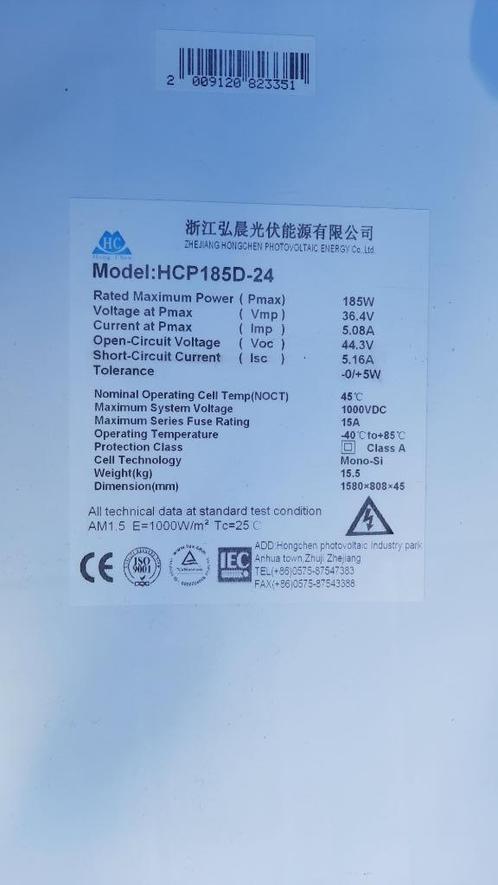 2 009120 823351
浙江弘晨光伏能源有限公司
ZHEJIANG HONGCHEN PHOTOVOLTAIC ENERGY Co.,Ltd.
HC
Hong Chen
Model:HCP185D-24
Rated Maximum Power ( Pmax) 185W
Voltage at Pmax ( Vmp ) 36.4V
Current at Pmax ( Imp ) 5.08A
Open-Circuit Voltage ( Voc ) 44.3V
Short-Circuit Current ( Isc ) 5.16A
Tolerance -0/+5W
Nominal Operating Cell Temp(NOCT) 45℃
Maximum System Voltage 1000VDC
Maximum Series Fuse Rating 15A
Operating Temperature -40℃to+85℃
Protection Class Class A
Cell Technology Mono-Si
Weight(kg) 15.5
Dimension(mm) 1580×808×45
All technical data at standard test condition
AM1.5 E=1000W/m² Tc=25℃
CE
ISO
9001
IEC
ADD:Hongchen photovoltaic Industry park
Anhua town,Zhuji Zhejiang
TEL(+86)0575-87547383
FAX(+86)0575-87543388